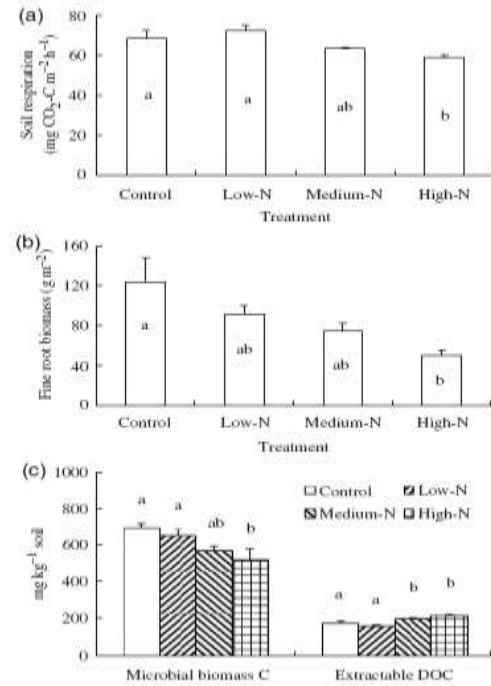 (a)
80
60
40
20
0
Soil respiration
(mg CO₂-C m⁻² h⁻¹)
a
a
ab
b
Control
Low-N
Medium-N
High-N
Treatment
(b)
160
120
80
40
0
Fine root biomass (g m⁻²)
a
ab
ab
b
Control
Low-N
Medium-N
High-N
Treatment
(c)
1000
800
600
400
200
0
mg kg⁻¹ soil
Control
Low-N
Medium-N
High-N
a
a
ab
b
a
a
b
b
Microbial biomass C
Extractable DOC